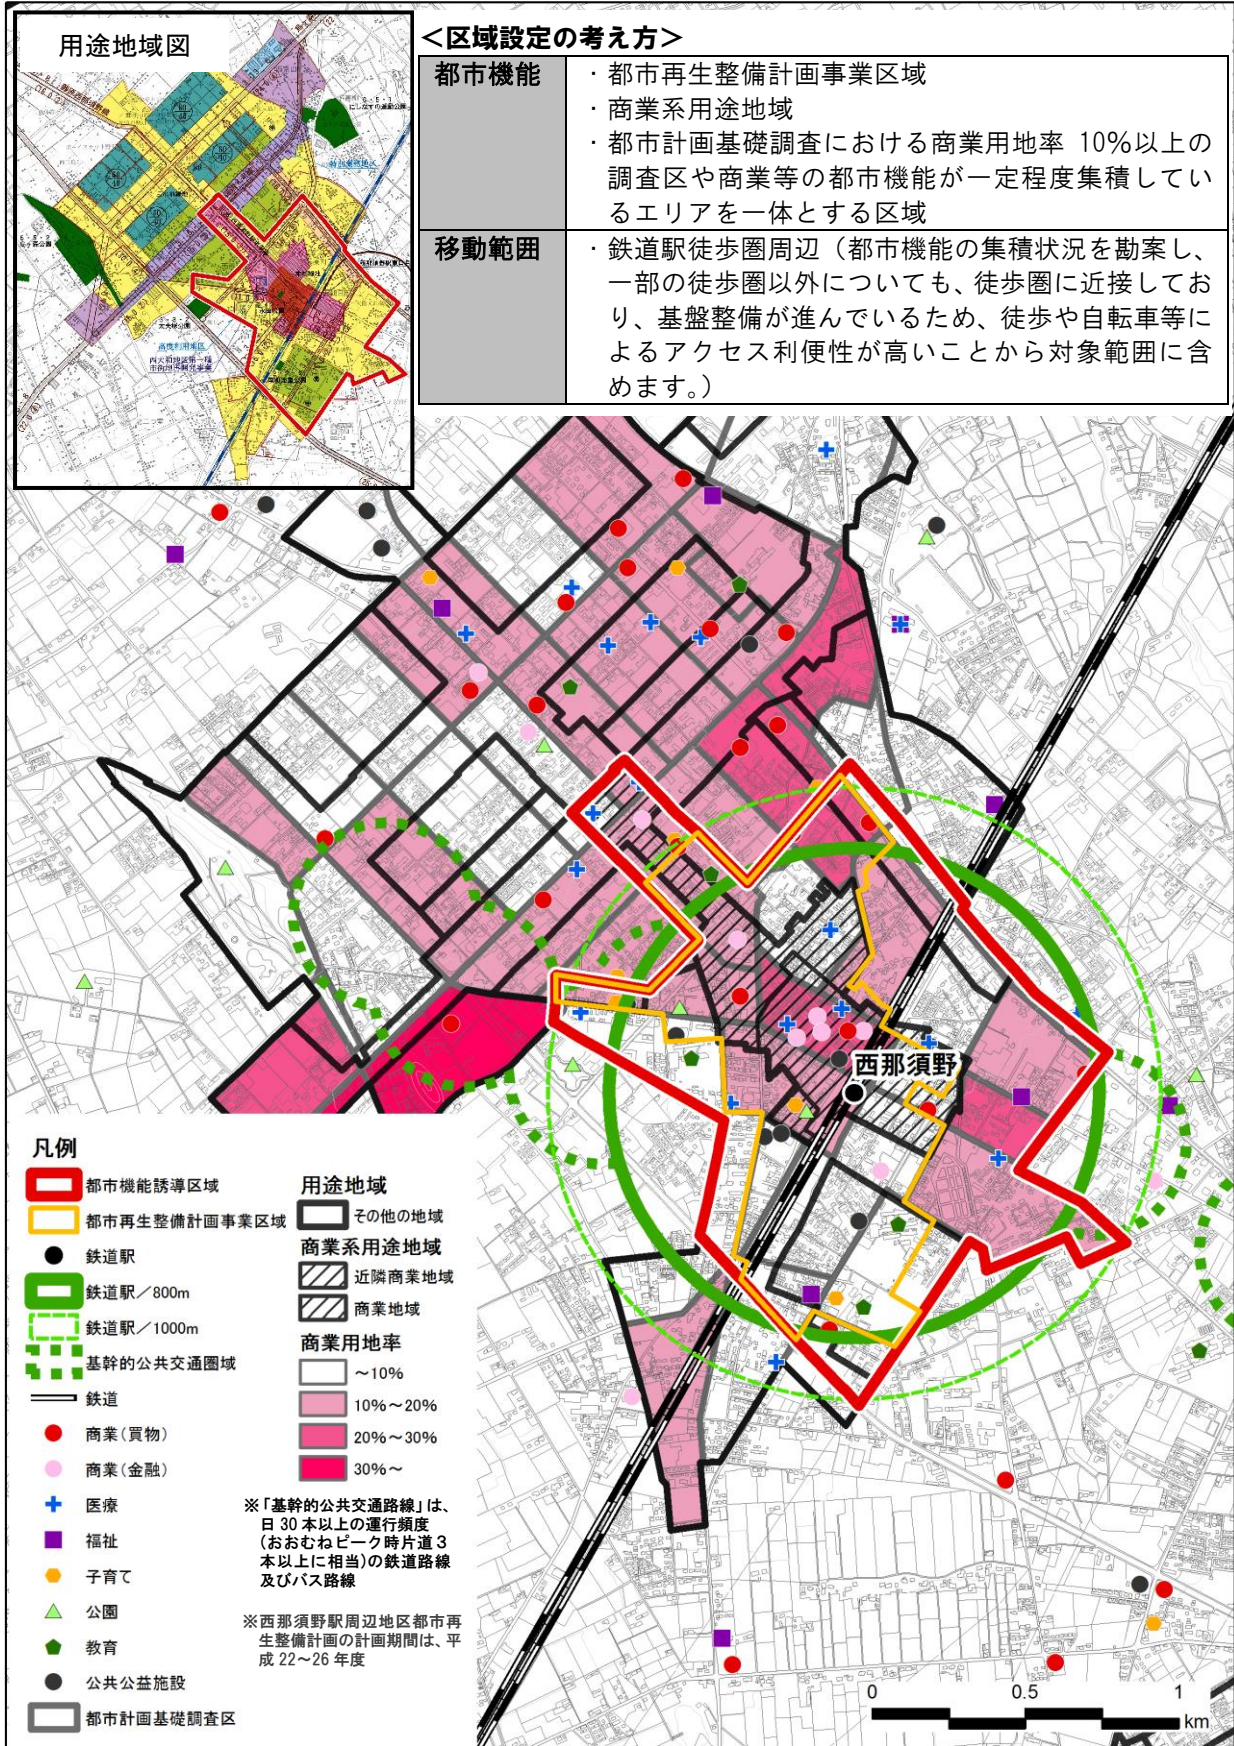 用途地域図
＜区域設定の考え方＞
都市機能
・都市再生整備計画事業区域
・商業系用途地域
・都市計画基礎調査における商業用地率 10%以上の
調査区や商業等の都市機能が一定程度集積してい
るエリアを一体とする区域
移動範囲
・鉄道駅徒歩圏周辺（都市機能の集積状況を勘案し、
一部の徒歩圏以外についても、徒歩圏に近接してお
り、基盤整備が進んでいるため、徒歩や自転車等に
よるアクセス利便性が高いことから対象範囲に含
めます。）
西那須野
凡例
都市機能誘導区域
都市再生整備計画事業区域
鉄道駅
鉄道駅／800m
鉄道駅／1000m
基幹的公共交通圏域
鉄道
商業（買物）
商業（金融）
医療
福祉
子育て
公園
教育
公共公益施設
都市計画基礎調査区
用途地域
その他の地域
商業系用途地域
近隣商業地域
商業地域
商業用地率
～10%
10%～20%
20%～30%
30%～
※「基幹的公共交通路線」は、
日 30 本以上の運行頻度
（おおむねピーク時片道 3
本以上に相当）の鉄道路線
及びバス路線
※西那須野駅周辺地区都市再
生整備計画の計画期間は、平
成 22～26 年度
0 0.5 1
km